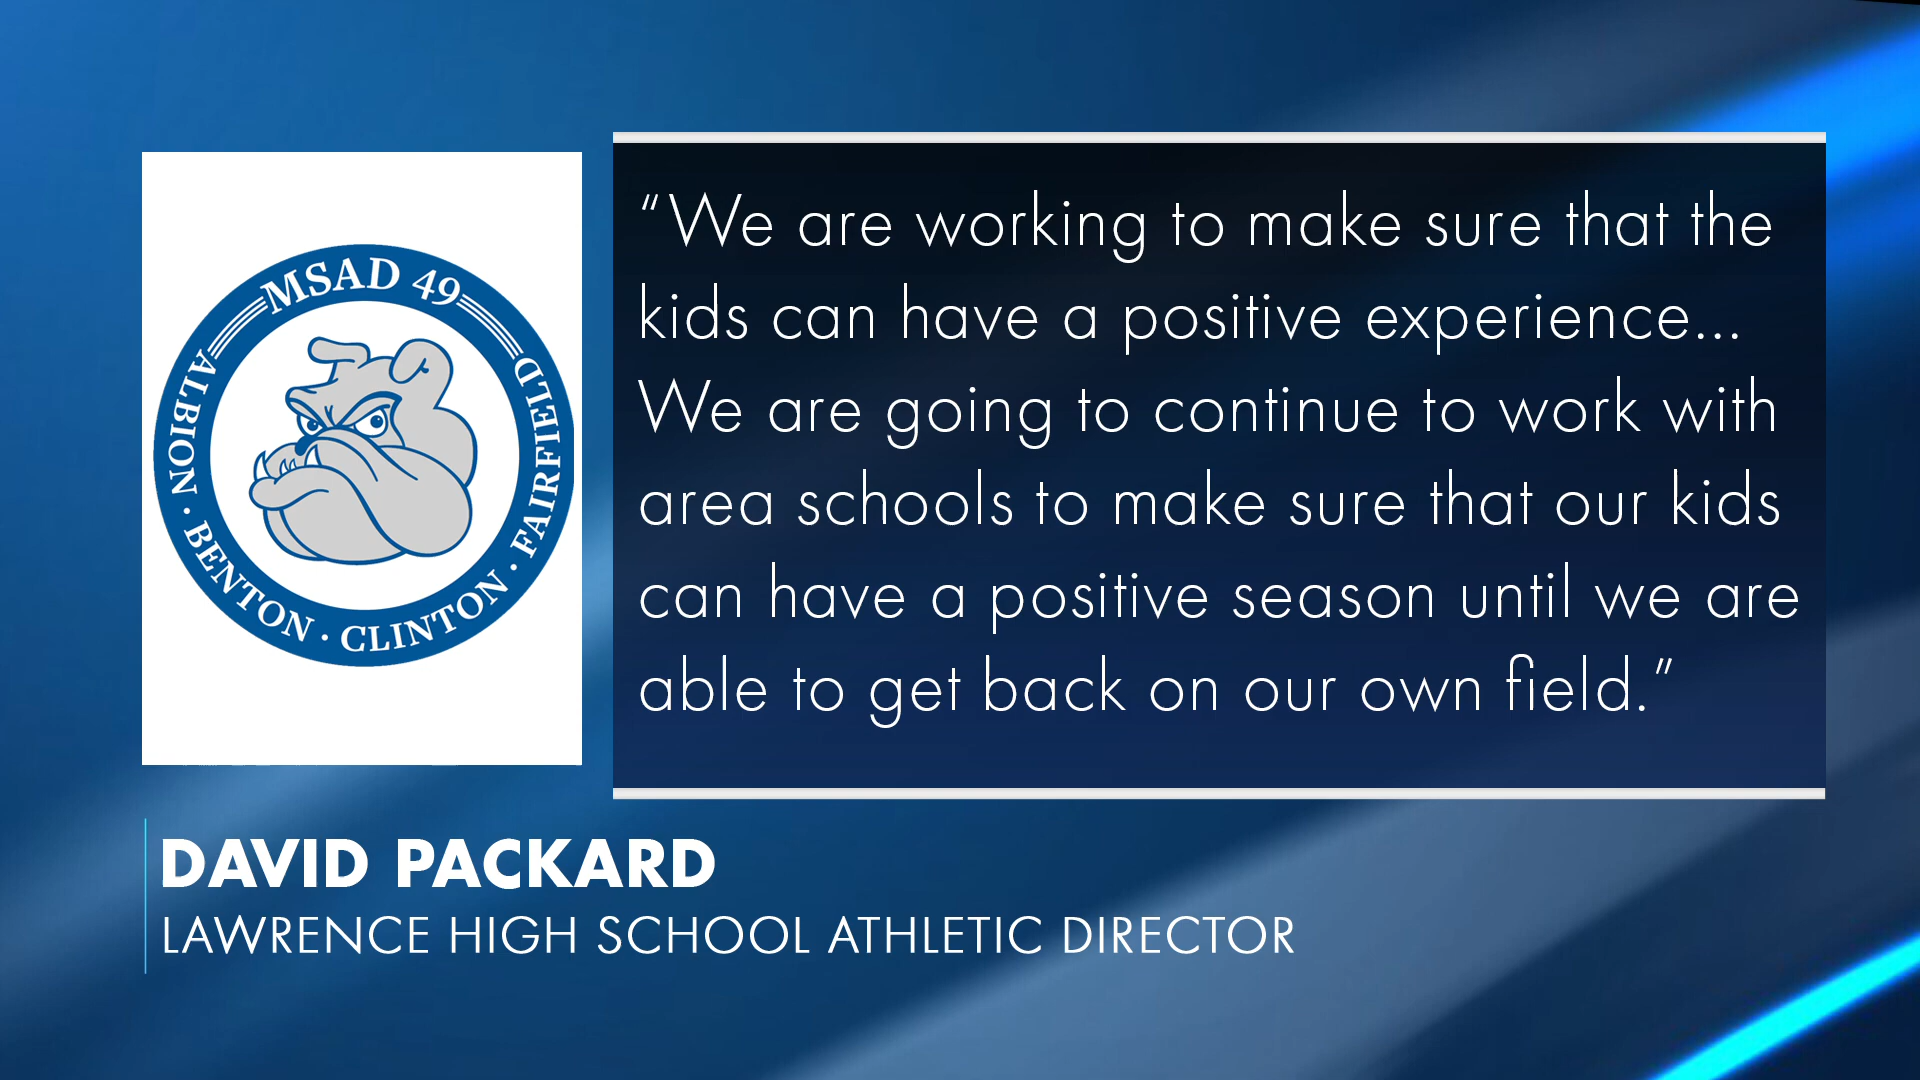 MSAD 49
ALBION · BENTON · CLINTON · FAIRFIELD
“We are working to make sure that the
kids can have a positive experience...
We are going to continue to work with
area schools to make sure that our kids
can have a positive season until we are
able to get back on our own field.”
DAVID PACKARD
LAWRENCE HIGH SCHOOL ATHLETIC DIRECTOR